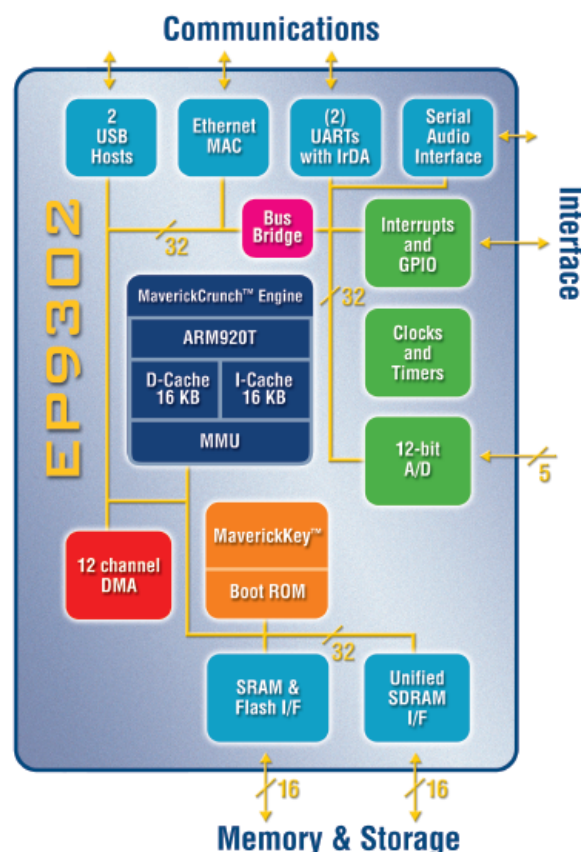 Communications
2
USB
Hosts
Ethernet
MAC
(2)
UARTs
with IrDA
Serial
Audio
Interface
Interface
EP9302
32
Bus
Bridge
Interrupts
and
GPIO
MaverickCrunch™ Engine
32
ARM920T
D-Cache
16 KB
I-Cache
16 KB
MMU
Clocks
and
Timers
12-bit
A/D
5
12 channel
DMA
MaverickKey™
Boot ROM
32
SRAM &
Flash I/F
Unified
SDRAM
I/F
16
16
Memory & Storage